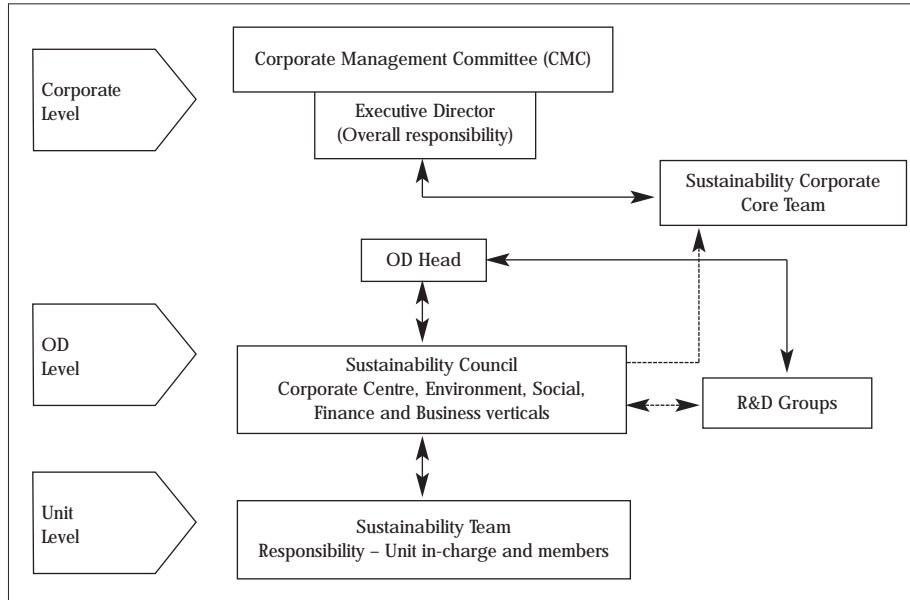 Corporate Management Committee (CMC)
Corporate
Level
Executive Director
(Overall responsibility)
Sustainability Corporate
Core Team
OD Head
OD
Level
Sustainability Council
Corporate Centre, Environment, Social,
Finance and Business verticals
R&D Groups
Unit
Level
Sustainability Team
Responsibility – Unit in-charge and members